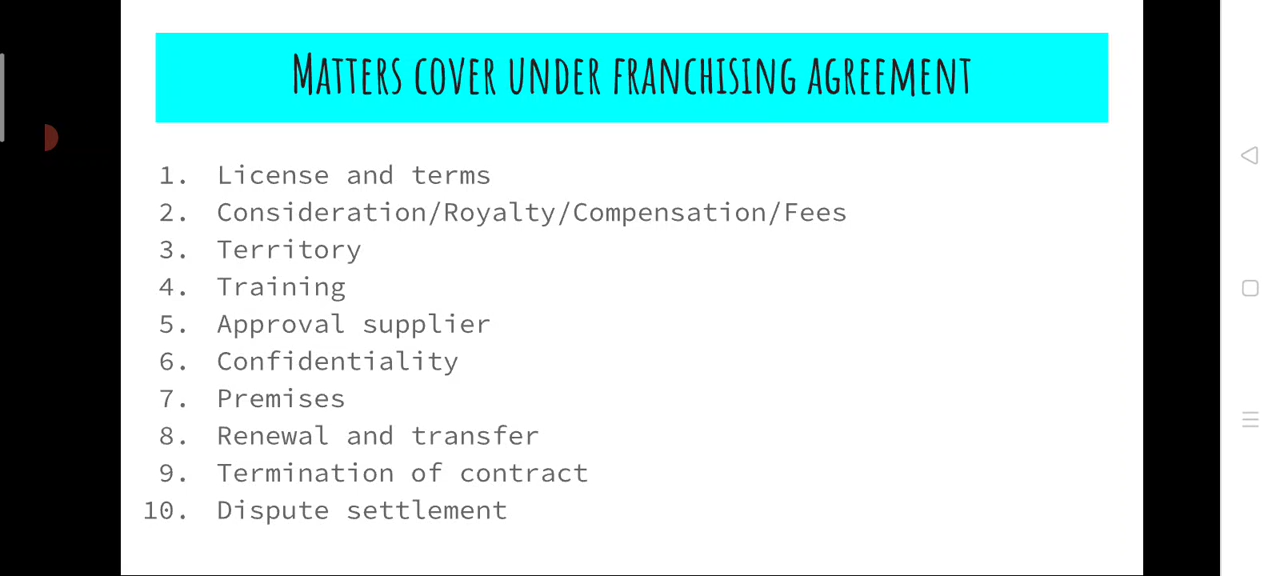 Matters cover under franchising agreement
1. License and terms
2. Consideration/Royalty/Compensation/Fees
3. Territory
4. Training
5. Approval supplier
6. Confidentiality
7. Premises
8. Renewal and transfer
9. Termination of contract
10. Dispute settlement